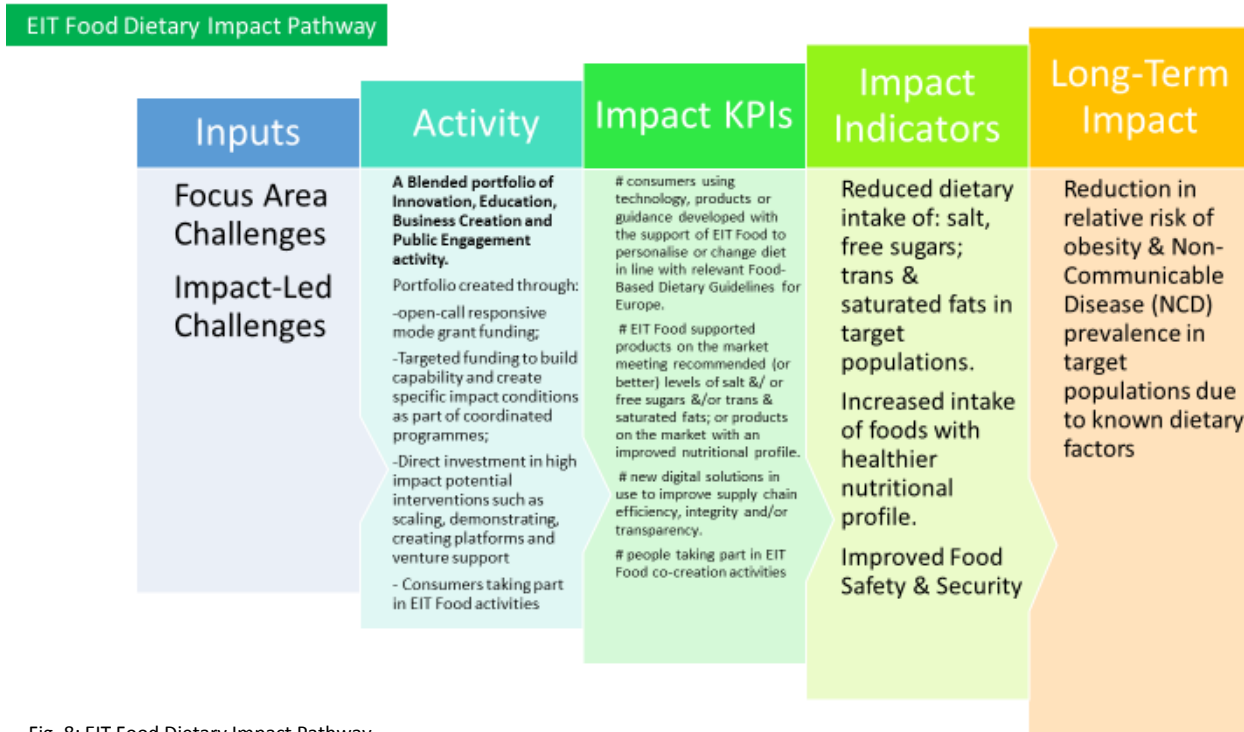 EIT Food Dietary Impact Pathway
Inputs
Focus Area
Challenges
Impact-Led
Challenges
Activity
A Blended portfolio of
Innovation, Education,
Business Creation and
Public Engagement
activity.
Portfolio created through:
-open-call responsive
mode grant funding;
-Targeted funding to build
capability and create
specific impact conditions
as part of coordinated
programmes;
-Direct investment in high
impact potential
interventions such as
scaling, demonstrating,
creating platforms and
venture support
- Consumers taking part
in EIT Food activities
Impact KPIs
# consumers using
technology, products or
guidance developed with
the support of EIT Food to
personalise or change diet
in line with relevant Food-
Based Dietary Guidelines for
Europe.
# EIT Food supported
products on the market
meeting recommended (or
better) levels of salt &/ or
free sugars &/or trans &
saturated fats; or products
on the market with an
improved nutritional profile.
# new digital solutions in
use to improve supply chain
efficiency, integrity and/or
transparency.
# people taking part in EIT
Food co-creation activities
Impact
Indicators
Reduced dietary
intake of: salt,
free sugars;
trans &
saturated fats in
target
populations.
Increased intake
of foods with
healthier
nutritional
profile.
Improved Food
Safety & Security
Long-Term
Impact
Reduction in
relative risk of
obesity & Non-
Communicable
Disease (NCD)
prevalence in
target
populations due
to known dietary
factors
Fig. 8: EIT Food Dietary Impact Pathway